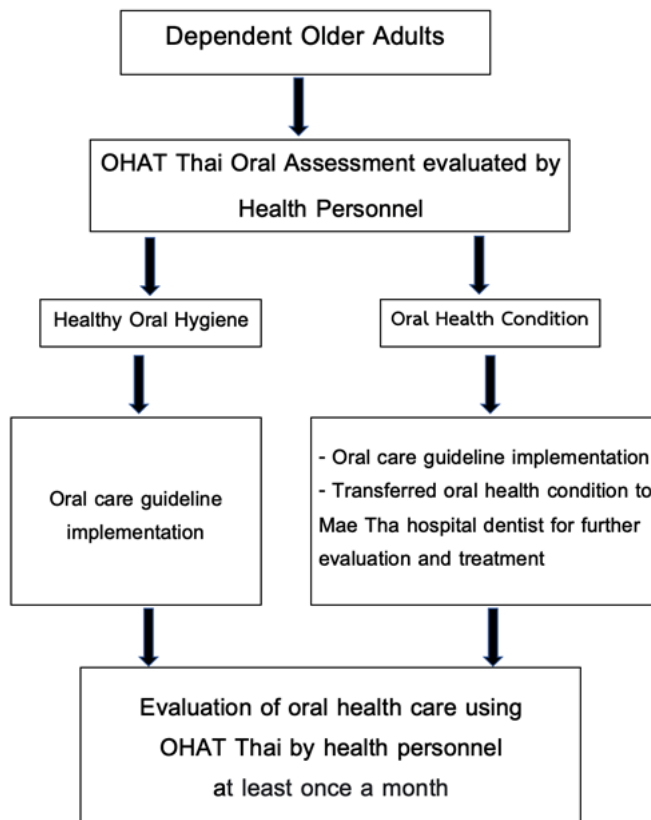 Dependent Older Adults
OHAT Thai Oral Assessment evaluated by
Health Personnel
Healthy Oral Hygiene
Oral Health Condition
Oral care guideline
implementation
- Oral care guideline implementation
- Transferred oral health condition to
Mae Tha hospital dentist for further
evaluation and treatment
Evaluation of oral health care using
OHAT Thai by health personnel
at least once a month